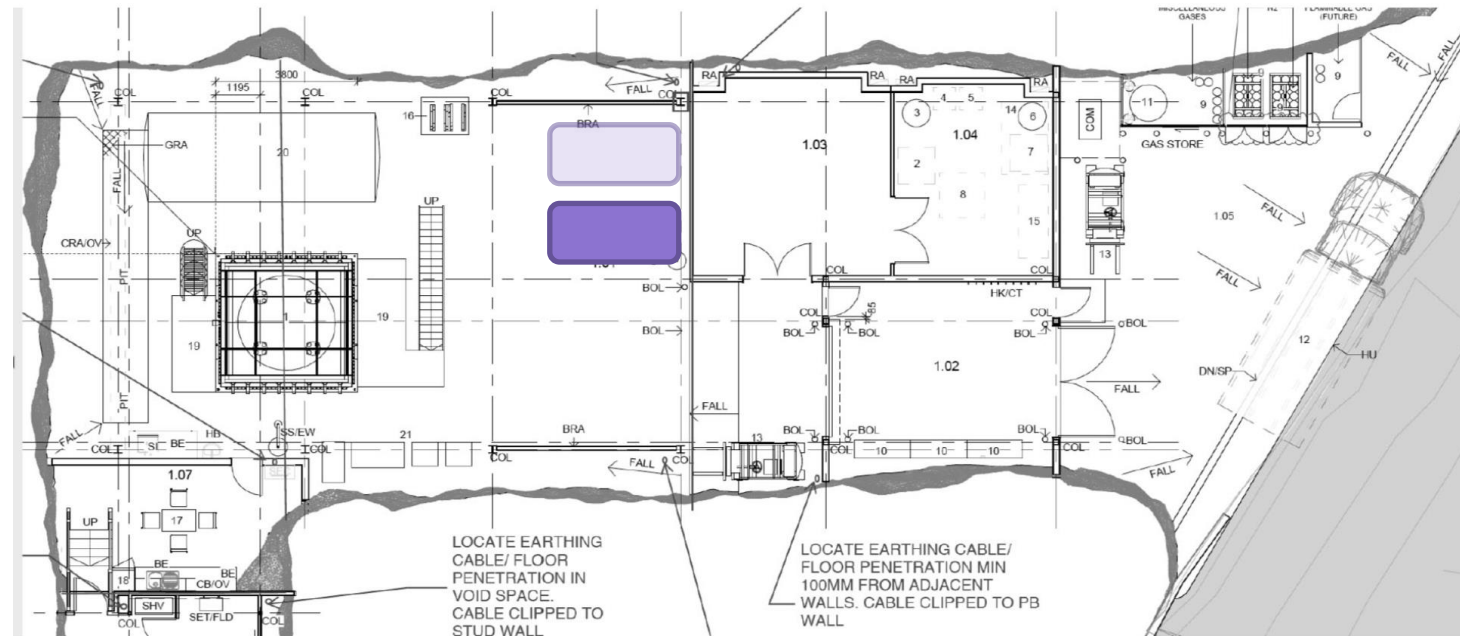 MISCELLANEOUS
GASES
FLAMMABLE GAS
(FUTURE)
3800
1195
COL
COL
COL
FALL
COL
RA
RA
RA
RA
FALL
FALL
FALL
16
BRA
3
4
5
14
6
11
9
9
9
9
COM
GRA
20
1.03
1.04
2
7
8
15
GAS STORE
FALL
UP
UP
CRA/OV
PIT
1.05
FALL
13
FALL
BOL
COL
COL
HK/CT
COL
COL
85
BOL
BOL
BOL
BOL
BOL
1
19
19
12
HU
1.02
DN/SP
FALL
PIT
FALL
FALL
BE
HB
SS/EW
21
BRA
BOL
BOL
BOL
BOL
COL
COL
COL
FALL
COL
13
COL
10
10
10
COL
FALL
1.07
17
UP
BE
BE
18
CB/OV
SHV
SET/FLD
COL
COL
LOCATE EARTHING
CABLE/ FLOOR
PENETRATION IN
VOID SPACE.
CABLE CLIPPED TO
STUD WALL
LOCATE EARTHING CABLE/
FLOOR PENETRATION MIN
100MM FROM ADJACENT
WALLS. CABLE CLIPPED TO PB
WALL